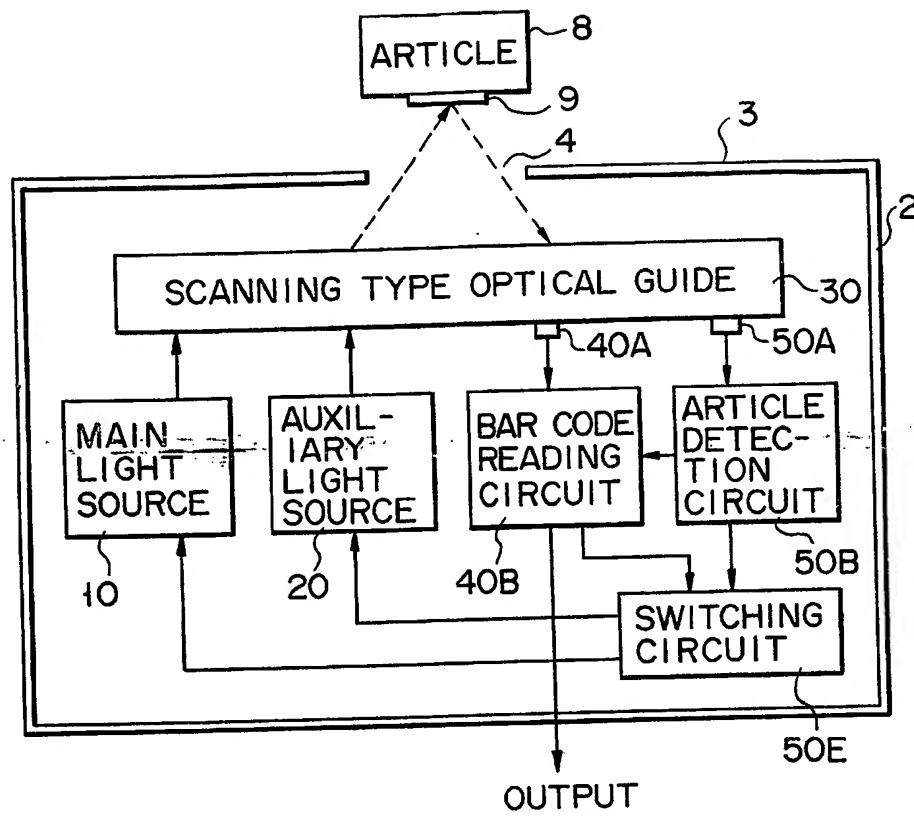 8
ARTICLE
9
3
4
2
SCANNING TYPE OPTICAL GUIDE
30
40A
50A
MAIN
LIGHT
SOURCE
10
AUXIL-
IARY
LIGHT
SOURCE
20
BAR CODE
READING
CIRCUIT
40B
ARTICLE
DETEC-
TION
CIRCUIT
50B
SWITCHING
CIRCUIT
50E
OUTPUT